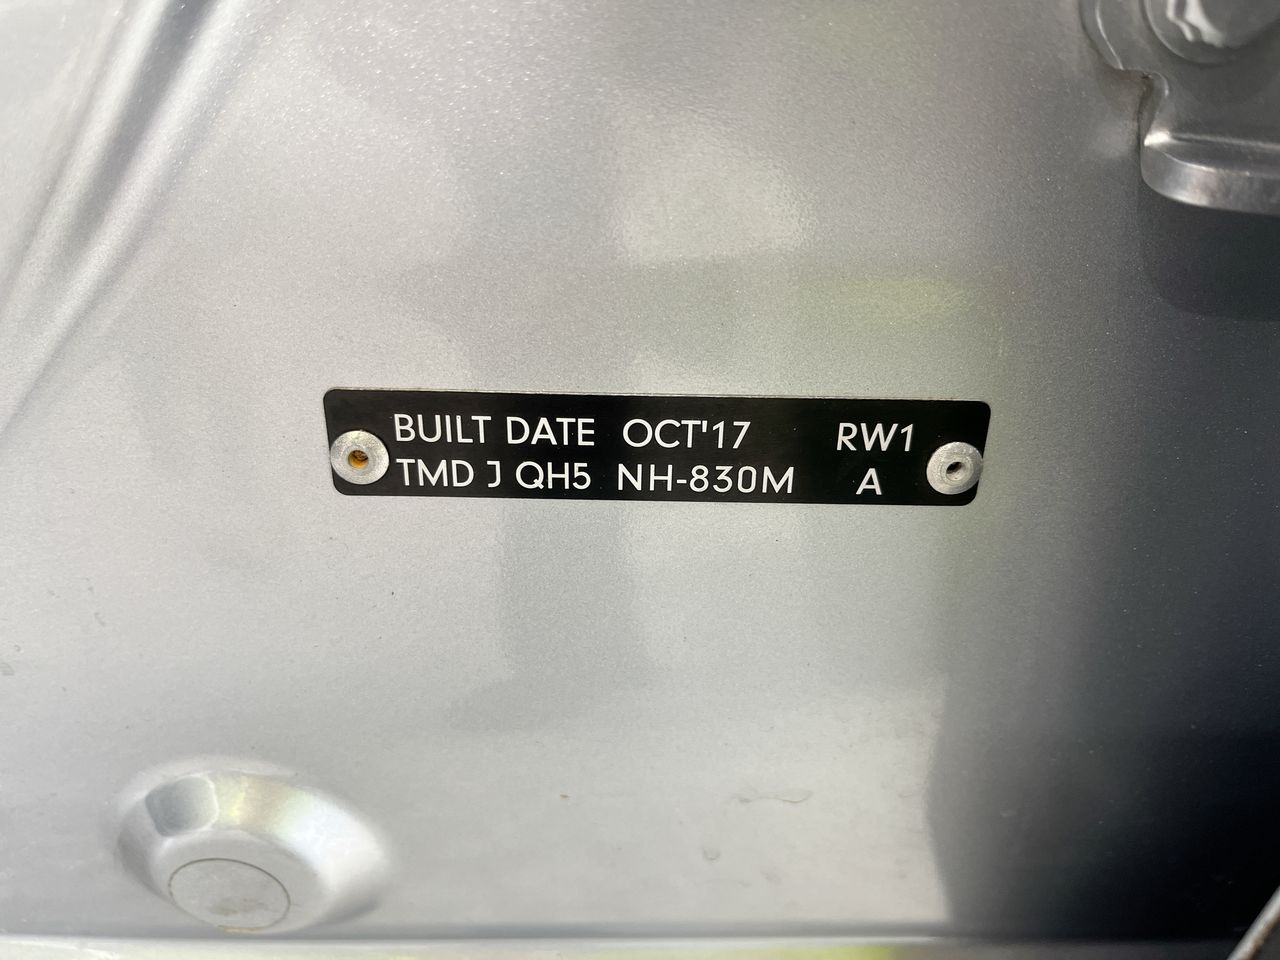 BUILT DATE OCT'17 RW1
TMD J QH5 NH-830M A